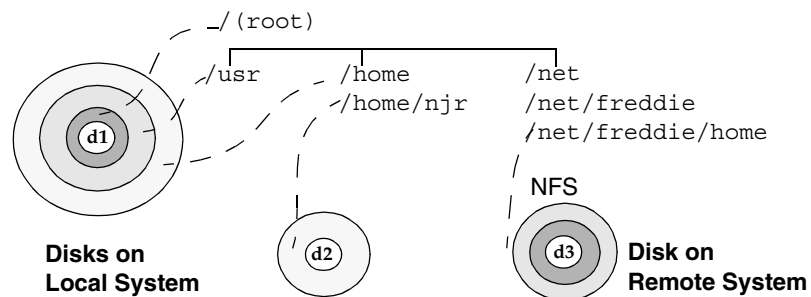 /(root)
/usr
/home
/net
/home/njr
/net/freddie
/net/freddie/home
d1
NFS
d2
d3
Disks on
Local System
Disk on
Remote System